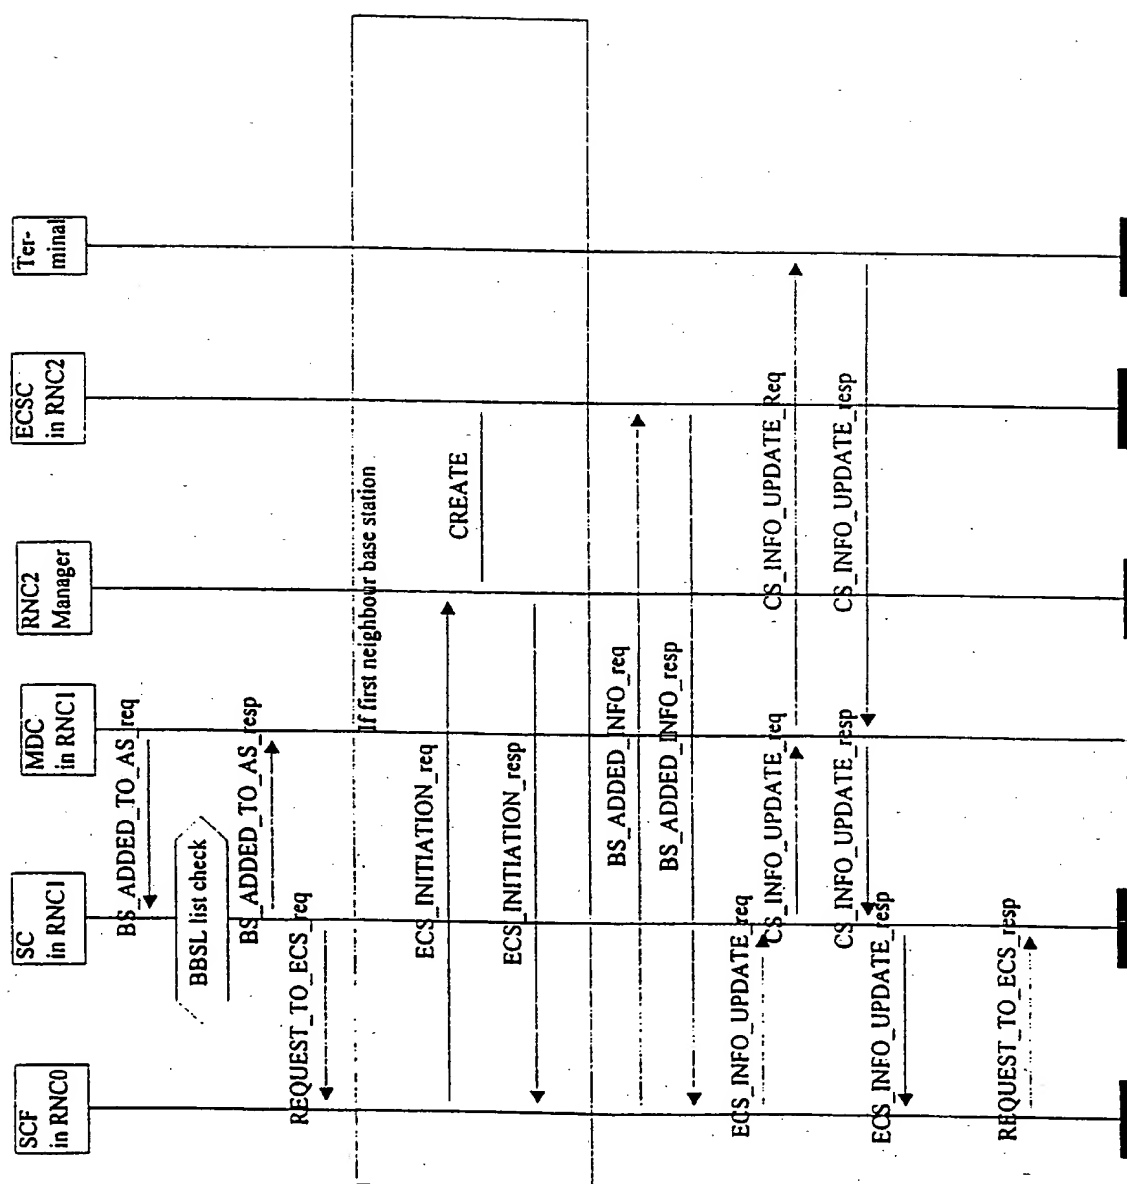 SCF
in RNC0
SC
in RNC1
MDC
in RNC1
RNC2
Manager
ECSC
in RNC2
Ter-
minal
BS_ADDED_TO_AS_req
BBSL list check
BS_ADDED_TO_AS_resp
REQUEST_TO_ECS_req
If first neighbour base station
ECS_INITIATION_req
CREATE
ECS_INITIATION_resp
BS_ADDED_INFO_req
BS_ADDED_INFO_resp
ECS_INFO_UPDATE_req
CS_INFO_UPDATE_req
CS_INFO_UPDATE_Req
CS_INFO_UPDATE_resp
CS_INFO_UPDATE_resp
ECS_INFO_UPDATE_resp
REQUEST_TO_ECS_resp